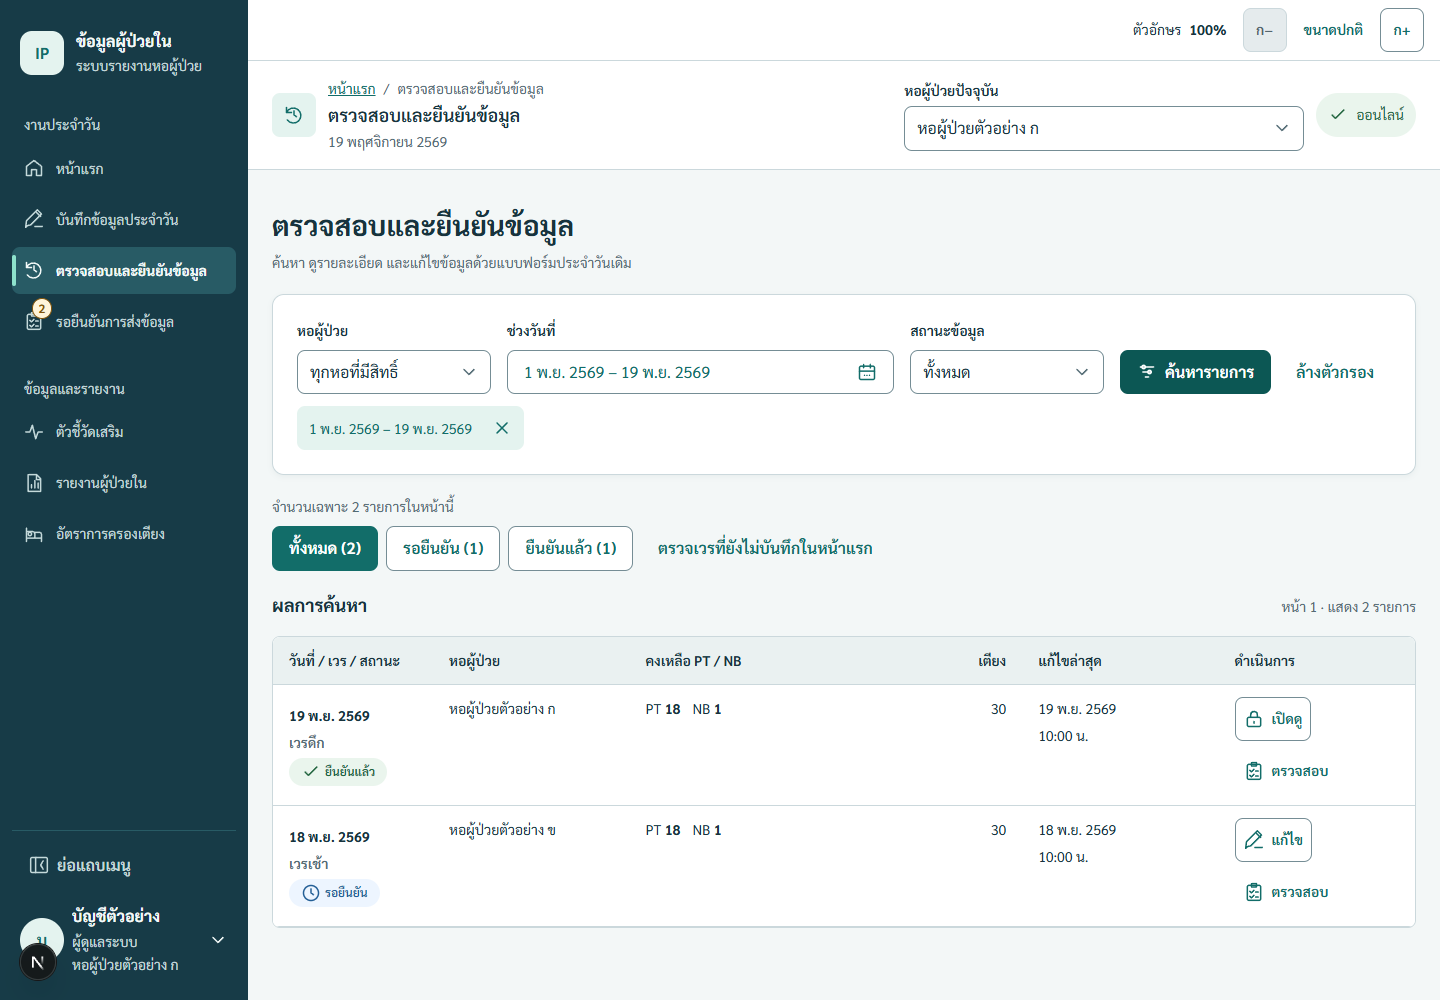 IP
ข้อมูลผู้ป่วยใน
ระบบรายงานหอผู้ป่วย
งานประจำวัน
หน้าแรก
บันทึกข้อมูลประจำวัน
ตรวจสอบและยืนยันข้อมูล
2
รอยืนยันการส่งข้อมูล
ข้อมูลและรายงาน
ตัวชี้วัดเสริม
รายงานผู้ป่วยใน
อัตราการครองเตียง
ย่อแถบเมนู
บัญชีตัวอย่าง
ผู้ดูแลระบบ
หอผู้ป่วยตัวอย่าง ก
N
ตัวอักษร 100%
ก−
ขนาดปกติ
ก+
หน้าแรก / ตรวจสอบและยืนยันข้อมูล
ตรวจสอบและยืนยันข้อมูล
19 พฤศจิกายน 2569
หอผู้ป่วยปัจจุบัน
หอผู้ป่วยตัวอย่าง ก
ออนไลน์
ตรวจสอบและยืนยันข้อมูล
ค้นหา ดูรายละเอียด และแก้ไขข้อมูลด้วยแบบฟอร์มประจำวันเดิม
หอผู้ป่วย
ช่วงวันที่
สถานะข้อมูล
ทุกหอที่มีสิทธิ์
1 พ.ย. 2569 – 19 พ.ย. 2569
ทั้งหมด
ค้นหารายการ
ล้างตัวกรอง
1 พ.ย. 2569 – 19 พ.ย. 2569
จำนวนเฉพาะ 2 รายการในหน้านี้
ทั้งหมด (2)
รอยืนยัน (1)
ยืนยันแล้ว (1)
ตรวจเวรที่ยังไม่บันทึกในหน้าแรก
ผลการค้นหา
หน้า 1 · แสดง 2 รายการ
วันที่ / เวร / สถานะ
หอผู้ป่วย
คงเหลือ PT / NB
เตียง
แก้ไขล่าสุด
ดำเนินการ
19 พ.ย. 2569
เวรดึก
ยืนยันแล้ว
หอผู้ป่วยตัวอย่าง ก
PT 18 NB 1
30
19 พ.ย. 2569
10:00 น.
เปิดดู
ตรวจสอบ
18 พ.ย. 2569
เวรเช้า
รอยืนยัน
หอผู้ป่วยตัวอย่าง ข
PT 18 NB 1
30
18 พ.ย. 2569
10:00 น.
แก้ไข
ตรวจสอบ